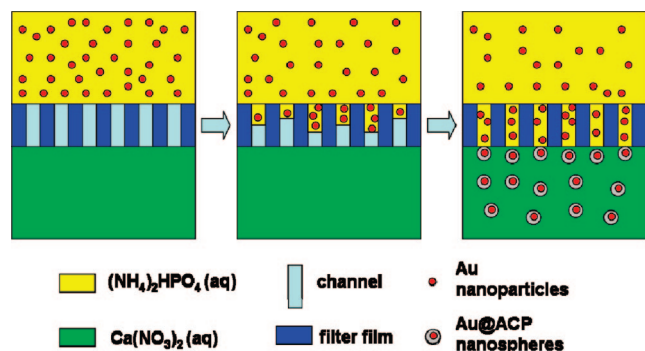 (NH₄)₂HPO₄ (aq)
channel
Au
nanoparticles
Ca(NO₃)₂ (aq)
filter film
Au@ACP
nanospheres